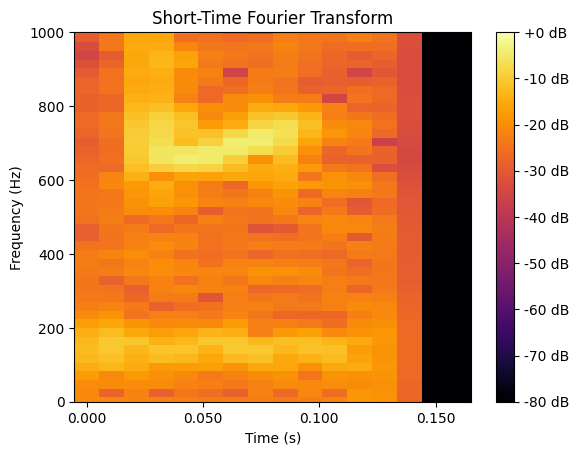 Short-Time Fourier Transform
1000
800
600
400
200
0
Frequency (Hz)
0.000
0.050
0.100
0.150
Time (s)
+0 dB
-10 dB
-20 dB
-30 dB
-40 dB
-50 dB
-60 dB
-70 dB
-80 dB